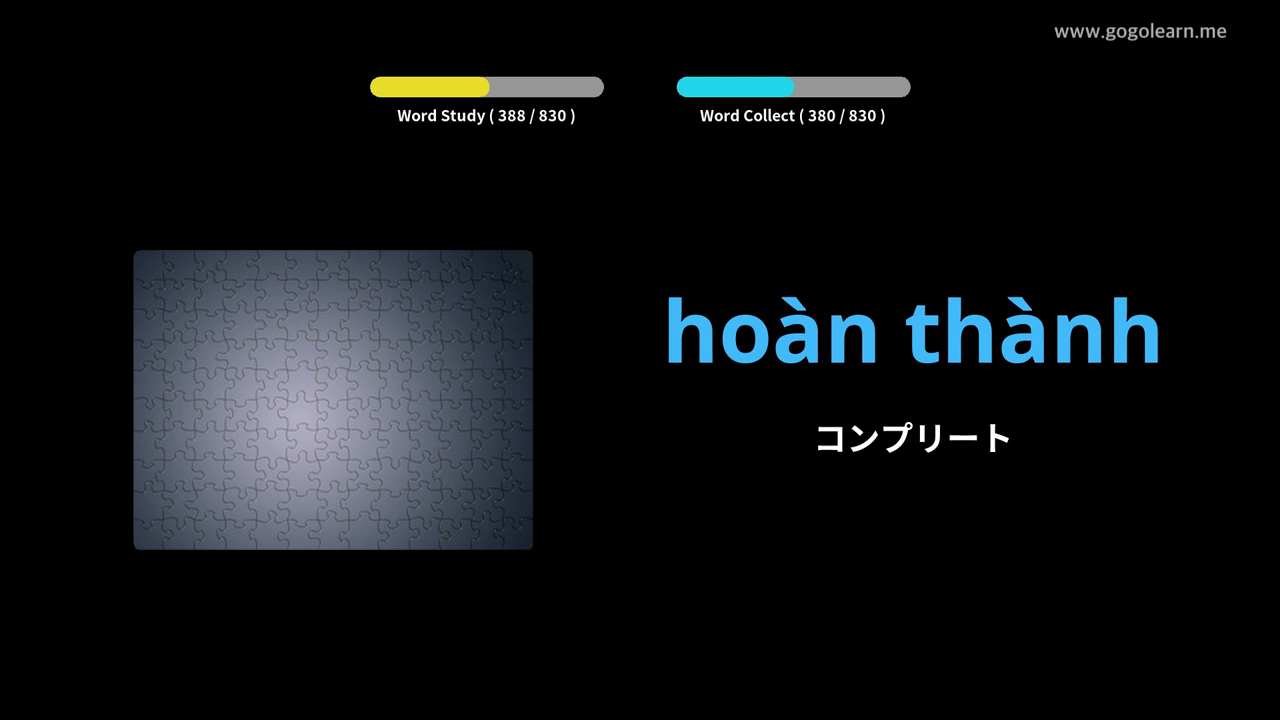 www.gogolearn.me
Word Study ( 388 / 830 )
Word Collect ( 380 / 830 )
hoàn thành
コンプリート